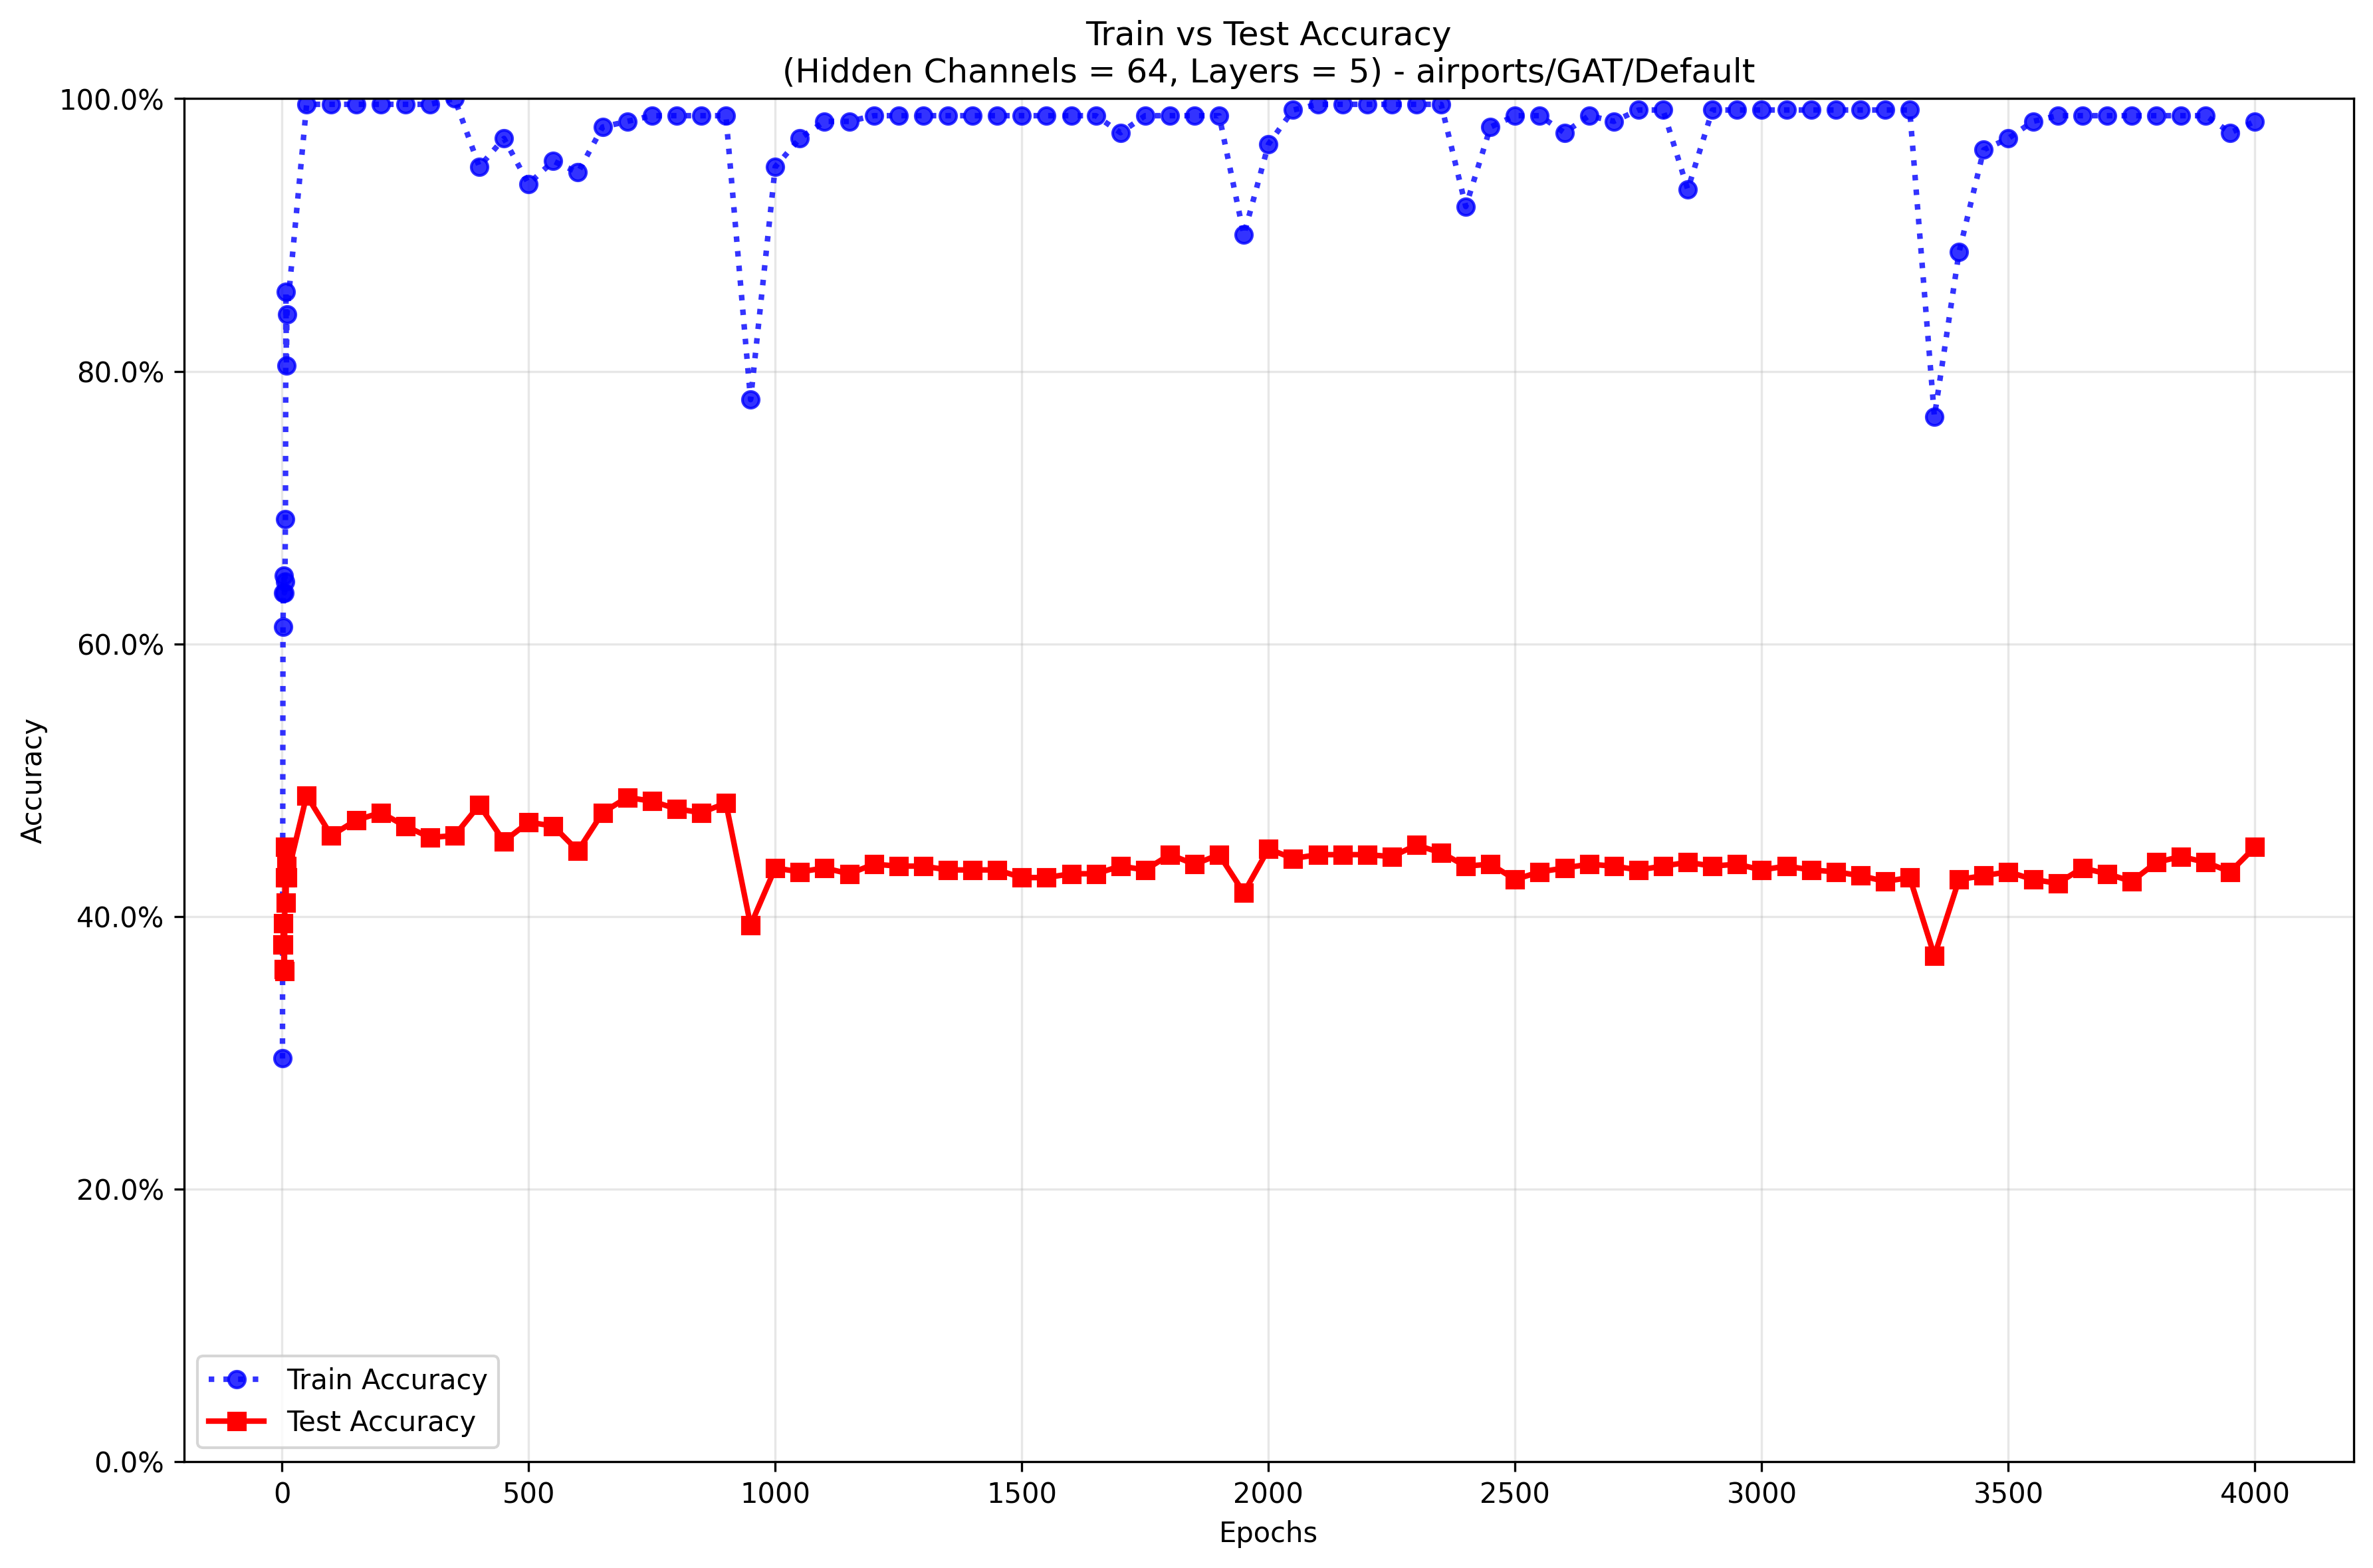 Train vs Test Accuracy
(Hidden Channels = 64, Layers = 5) - airports/GAT/Default
100.0%
80.0%
60.0%
40.0%
20.0%
0.0%
Accuracy
Train Accuracy
Test Accuracy
0 500 1000 1500 2000 2500 3000 3500 4000
Epochs